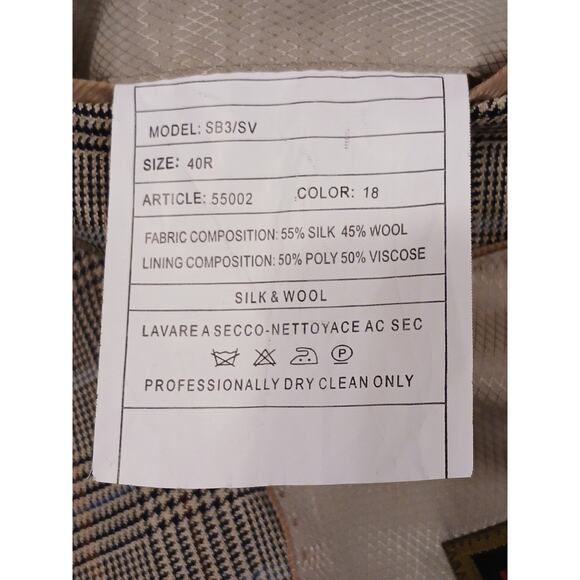 MODEL: SB3/SV
SIZE: 40R
ARTICLE: 55002 COLOR: 18
FABRIC COMPOSITION: 55% SILK 45% WOOL
LINING COMPOSITION: 50% POLY 50% VISCOSE
SILK & WOOL
LAVARE A SECCO-NETTOYACE AC SEC
P
PROFESSIONALLY DRY CLEAN ONLY